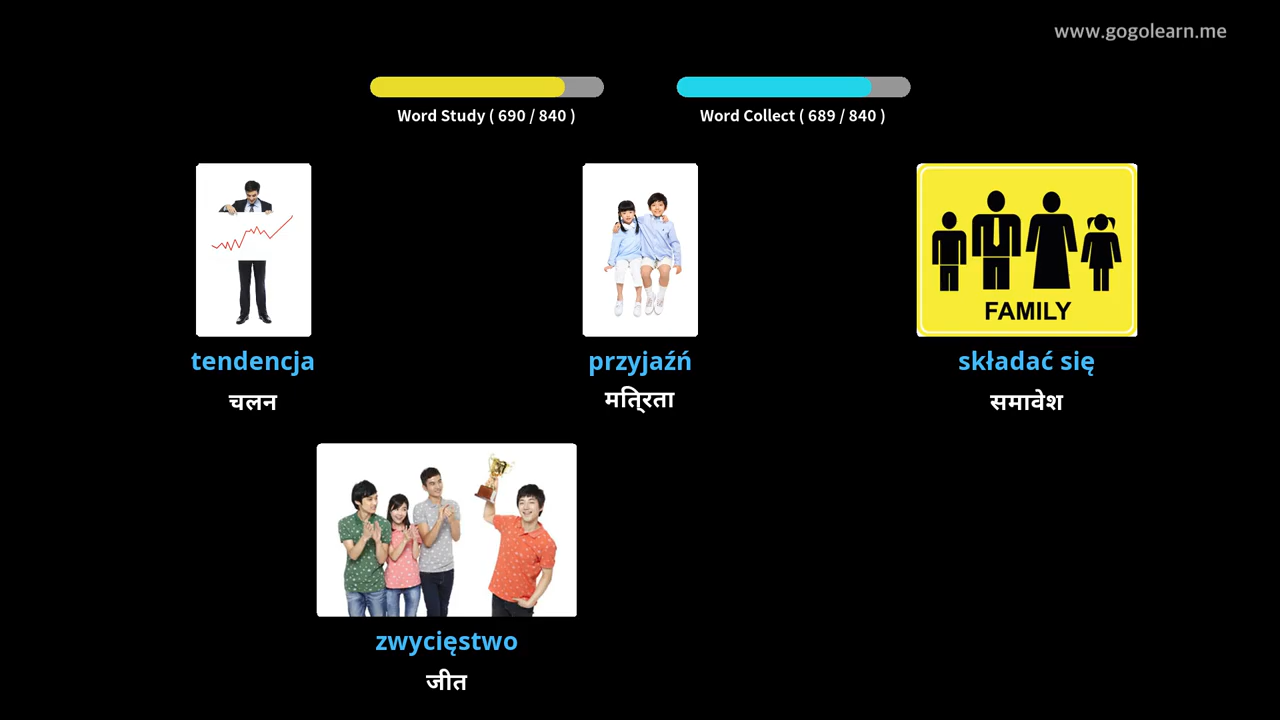 www.gogolearn.me
Word Study ( 690 / 840 )
Word Collect ( 689 / 840 )
FAMILY
tendencja
przyjaźń
składać się
चलन
मित्रता
समावेश
zwycięstwo
जीत